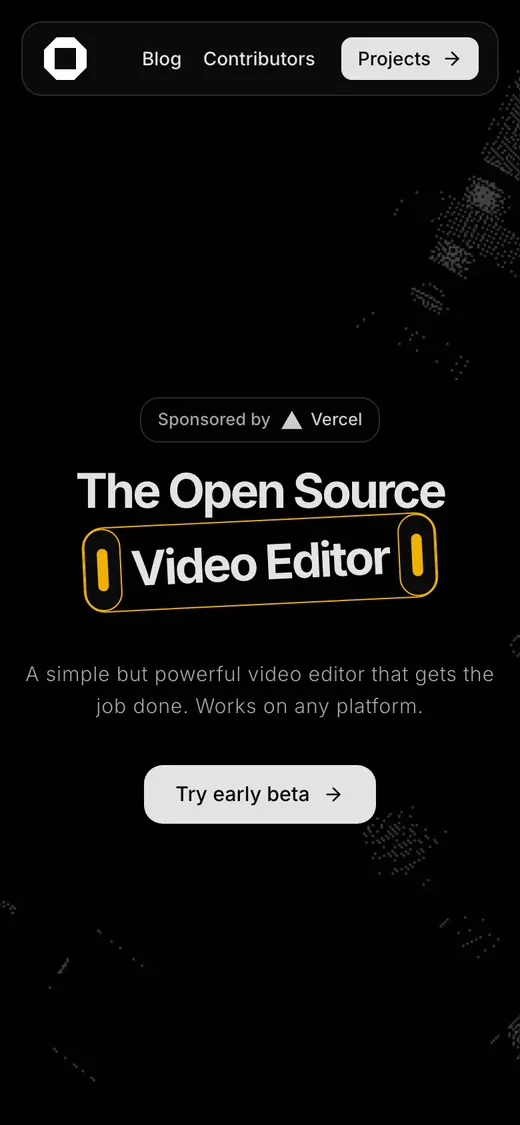 Blog Contributors Projects →
Sponsored by ▲ Vercel
The Open Source
Video Editor
A simple but powerful video editor that gets the
job done. Works on any platform.
Try early beta →